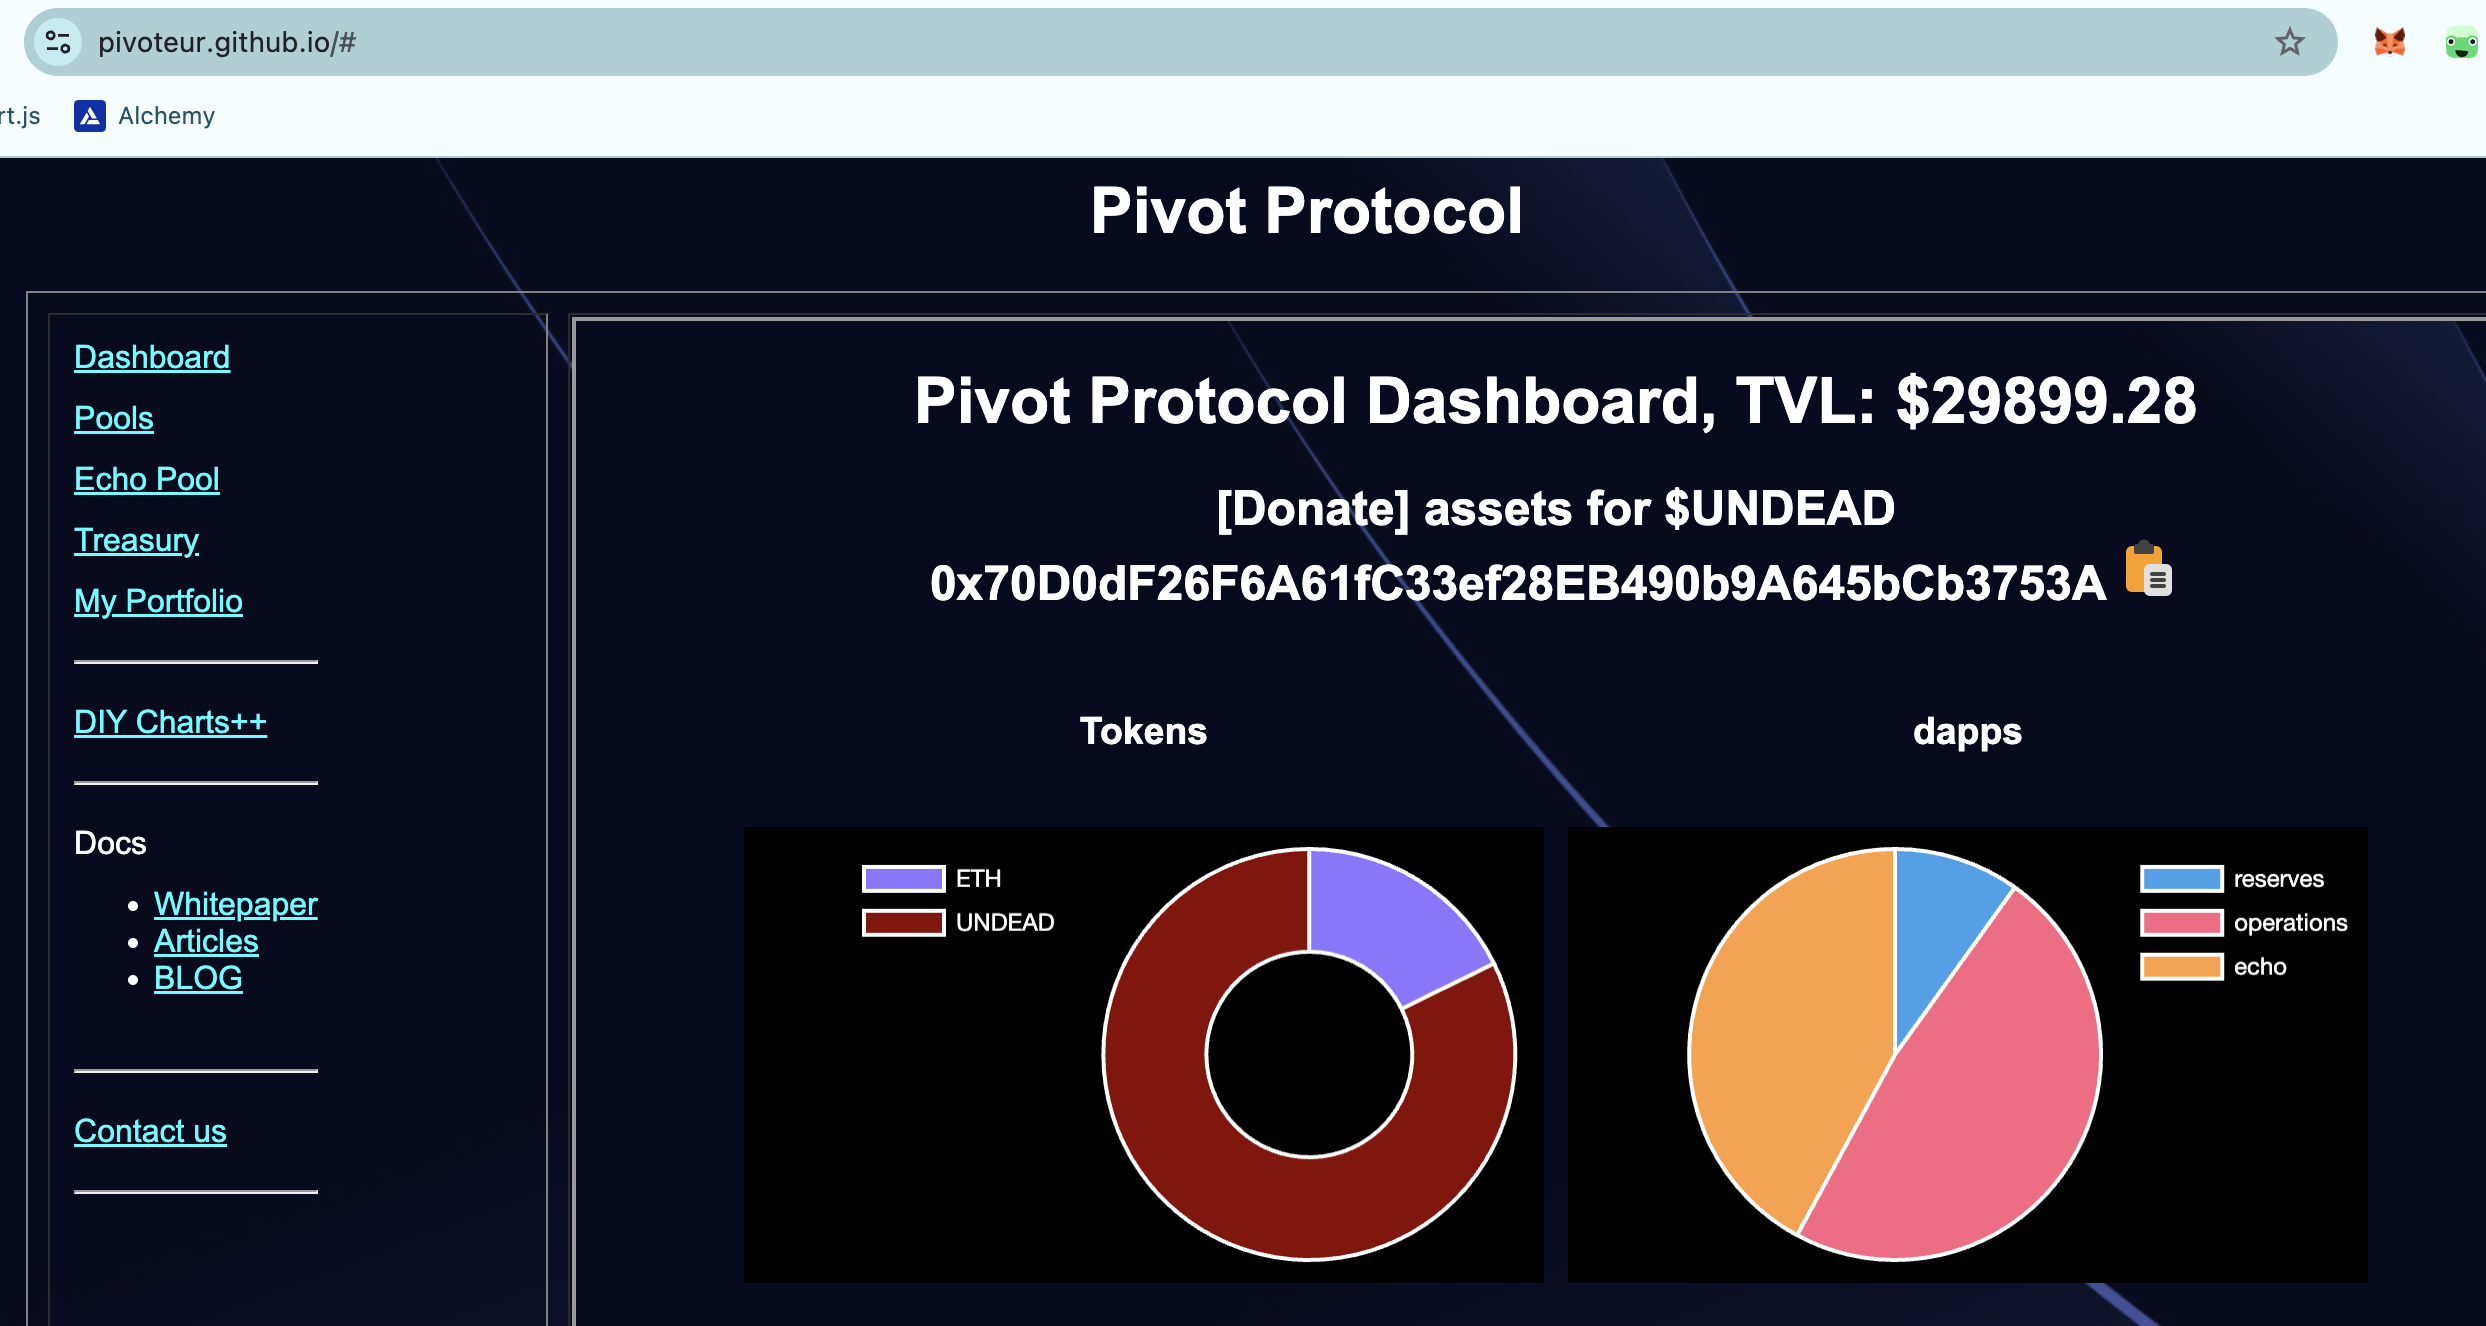 pivoteur.github.io/#
rt.js
Alchemy
Pivot Protocol
Dashboard
Pools
Echo Pool
Treasury
My Portfolio
DIY Charts++
Docs
Whitepaper
Articles
BLOG
Contact us
Pivot Protocol Dashboard, TVL: $29899.28
[Donate] assets for $UNDEAD
0x70D0dF26F6A61fC33ef28EB490b9A645bCb3753A
Tokens
ETH
UNDEAD
dapps
reserves
operations
echo